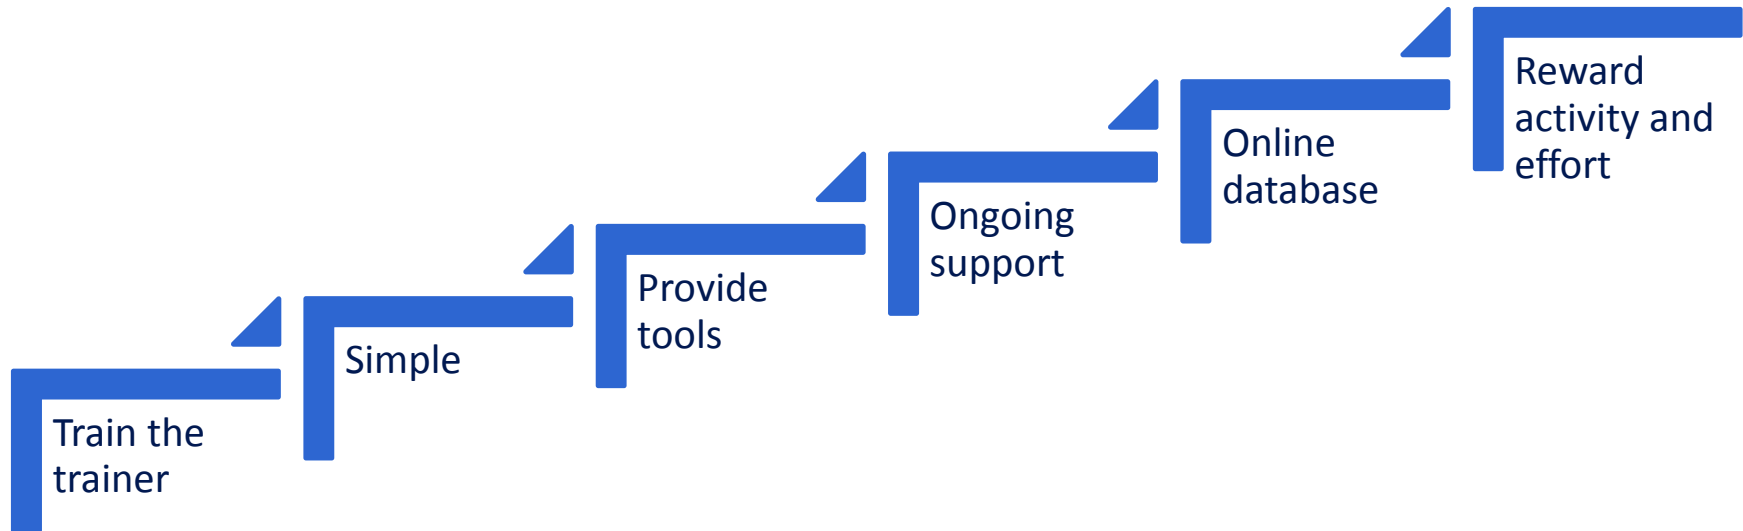 Train the
trainer
Simple
Provide
tools
Ongoing
support
Online
database
Reward
activity and
effort